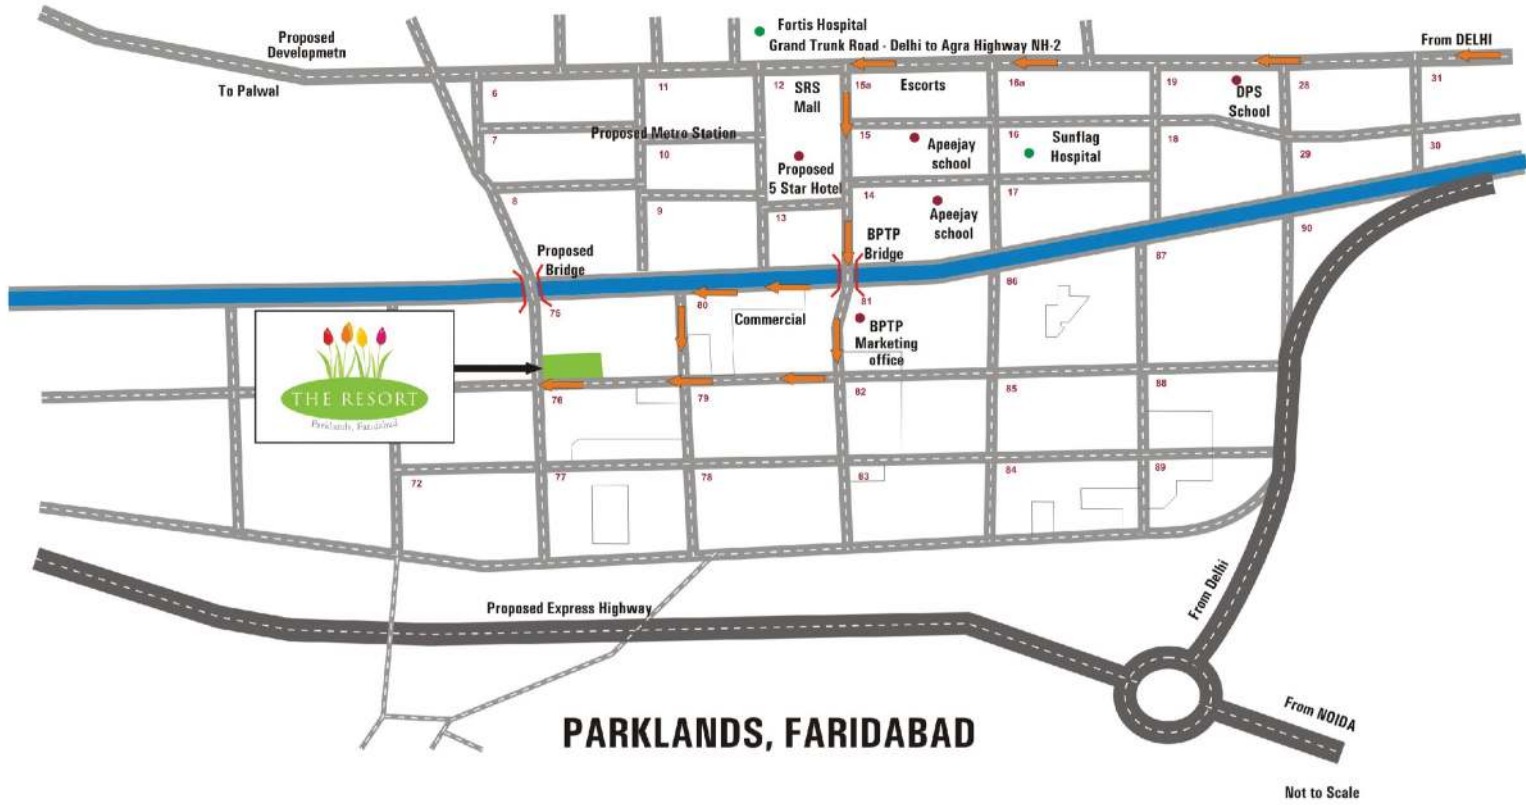 Fortis Hospital
Proposed
Developmetn
Grand Trunk Road - Delhi to Agra Highway NH-2
From DELHI
To Palwal
6
11
12
SRS
Mall
15a
Escorts
16a
19
DPS
School
28
31
7
Proposed Metro Station
10
15
Apeejay
school
16
Sunflag
Hospital
18
29
30
Proposed
5 Star Hotel
8
9
13
14
Apeejay
school
17
90
Proposed
Bridge
BPTP
Bridge
87
86
75
80
Commercial
81
BPTP
Marketing
office
THE RESORT
Parklands, Faridabad
76
79
82
85
88
72
77
78
83
84
89
Proposed Express Highway
From Delhi
From NOIDA
PARKLANDS, FARIDABAD
Not to Scale